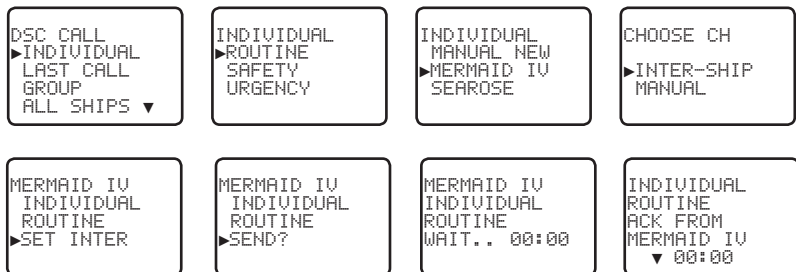 DSC CALL
►INDIVIDUAL
LAST CALL
GROUP
ALL SHIPS ▼
INDIVIDUAL
►ROUTINE
SAFETY
URGENCY
INDIVIDUAL
MANUAL NEW
►MERMAID IV
SEAROSE
CHOOSE CH
►INTER-SHIP
MANUAL
MERMAID IV
INDIVIDUAL
ROUTINE
►SET INTER
MERMAID IV
INDIVIDUAL
ROUTINE
►SEND?
MERMAID IV
INDIVIDUAL
ROUTINE
WAIT.. 00:00
INDIVIDUAL
ROUTINE
ACK FROM
MERMAID IV
▼ 00:00